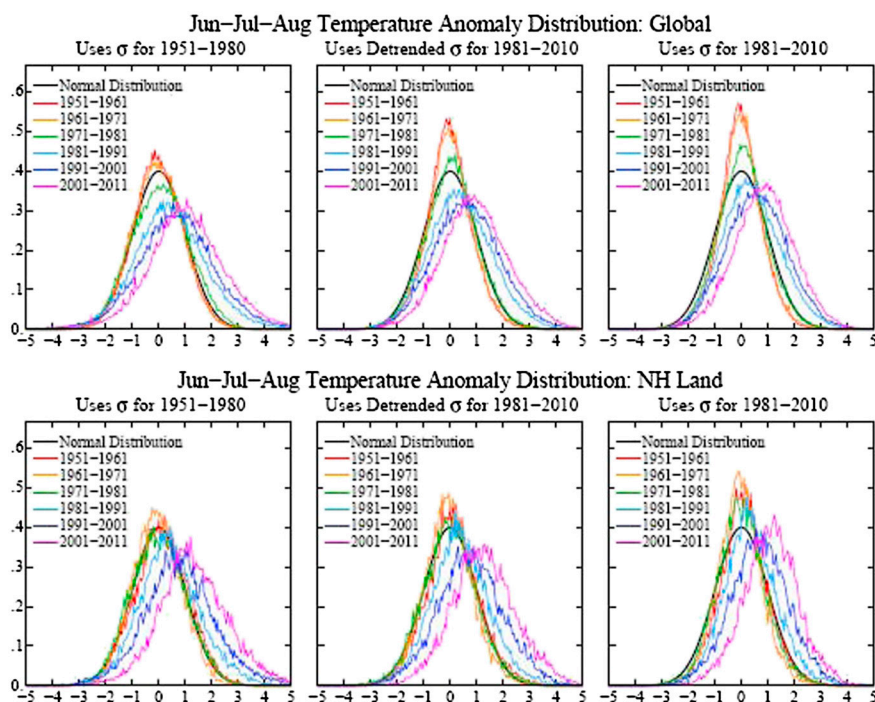 Jun–Jul–Aug Temperature Anomaly Distribution: Global
Uses σ for 1951–1980
Uses Detrended σ for 1981–2010
Uses σ for 1981–2010
.6
.5
.4
.3
.2
.1
0.
Normal Distribution
1951–1961
1961–1971
1971–1981
1981–1991
1991–2001
2001–2011
Normal Distribution
1951–1961
1961–1971
1971–1981
1981–1991
1991–2001
2001–2011
Normal Distribution
1951–1961
1961–1971
1971–1981
1981–1991
1991–2001
2001–2011
−5 −4 −3 −2 −1 0 1 2 3 4 5
−5 −4 −3 −2 −1 0 1 2 3 4 5
−5 −4 −3 −2 −1 0 1 2 3 4 5
Jun–Jul–Aug Temperature Anomaly Distribution: NH Land
Uses σ for 1951–1980
Uses Detrended σ for 1981–2010
Uses σ for 1981–2010
.6
.5
.4
.3
.2
.1
0.
Normal Distribution
1951–1961
1961–1971
1971–1981
1981–1991
1991–2001
2001–2011
Normal Distribution
1951–1961
1961–1971
1971–1981
1981–1991
1991–2001
2001–2011
Normal Distribution
1951–1961
1961–1971
1971–1981
1981–1991
1991–2001
2001–2011
−5 −4 −3 −2 −1 0 1 2 3 4 5
−5 −4 −3 −2 −1 0 1 2 3 4 5
−5 −4 −3 −2 −1 0 1 2 3 4 5